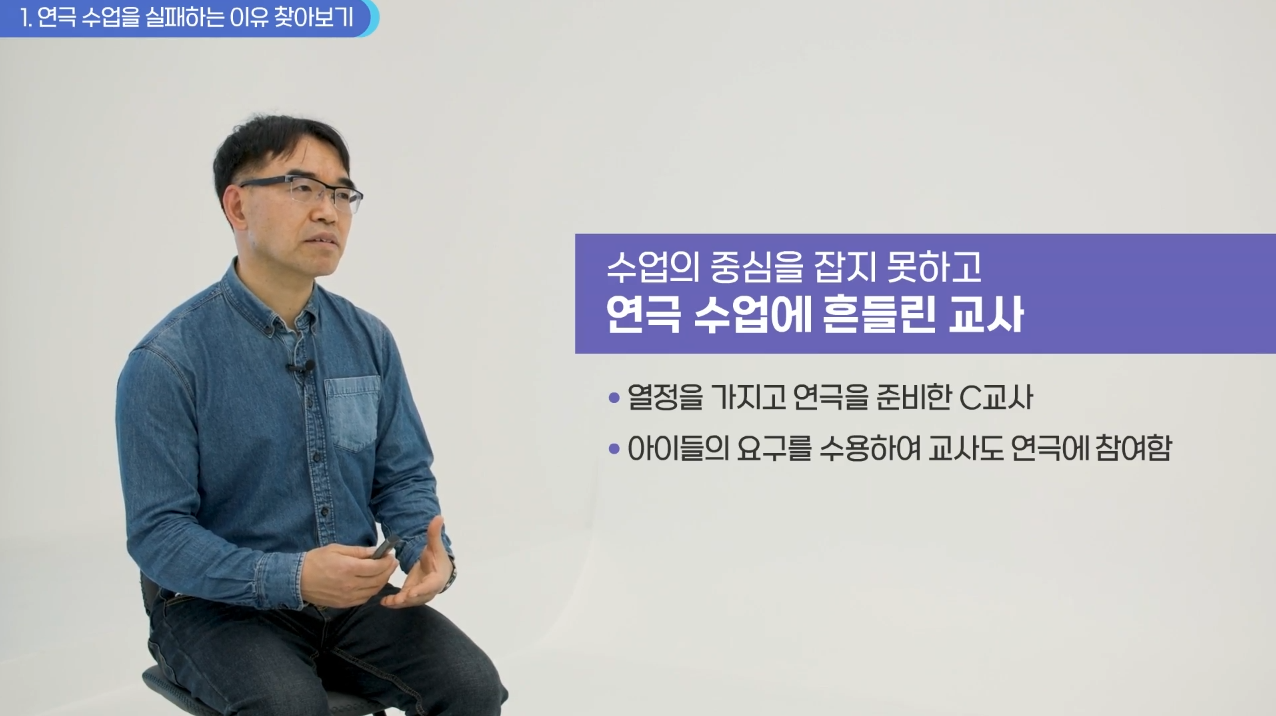 1. 연극 수업을 실패하는 이유 찾아보기
수업의 중심을 잡지 못하고
연극 수업에 흔들린 교사
• 열정을 가지고 연극을 준비한 C교사
• 아이들의 요구를 수용하여 교사도 연극에 참여함